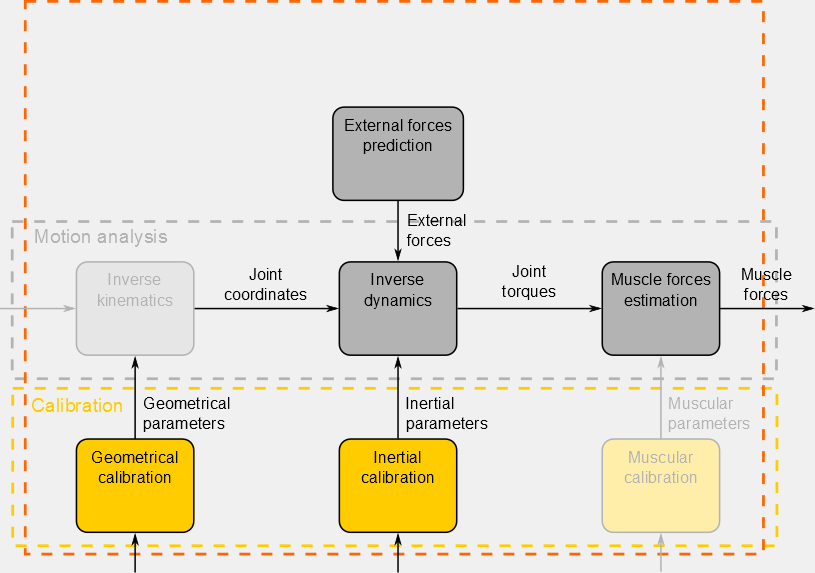 External forces
prediction
External
forces
Motion analysis
Inverse
kinematics
Joint
coordinates
Inverse
dynamics
Joint
torques
Muscle forces
estimation
Muscle
forces
Calibration
Geometrical
parameters
Inertial
parameters
Muscular
parameters
Geometrical
calibration
Inertial
calibration
Muscular
calibration